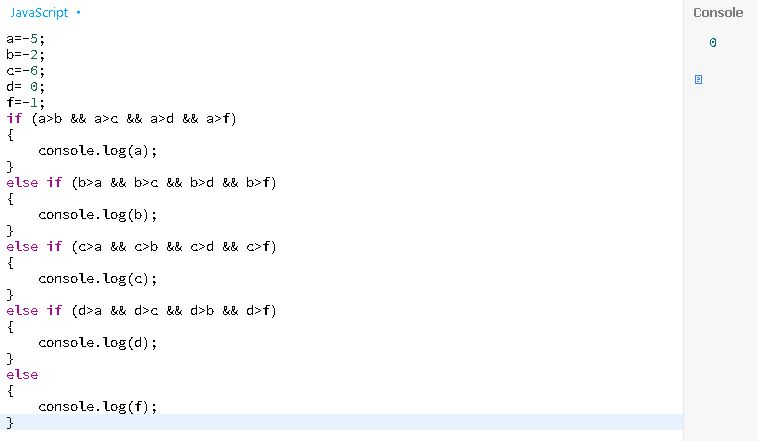 JavaScript
Console
a=-5;
b=-2;
c=-6;
d= 0;
f=-1;
if (a>b && a>c && a>d && a>f)
{
    console.log(a);
}
else if (b>a && b>c && b>d && b>f)
{
    console.log(b);
}
else if (c>a && c>b && c>d && c>f)
{
    console.log(c);
}
else if (d>a && d>c && d>b && d>f)
{
    console.log(d);
}
else
{
    console.log(f);
}
0